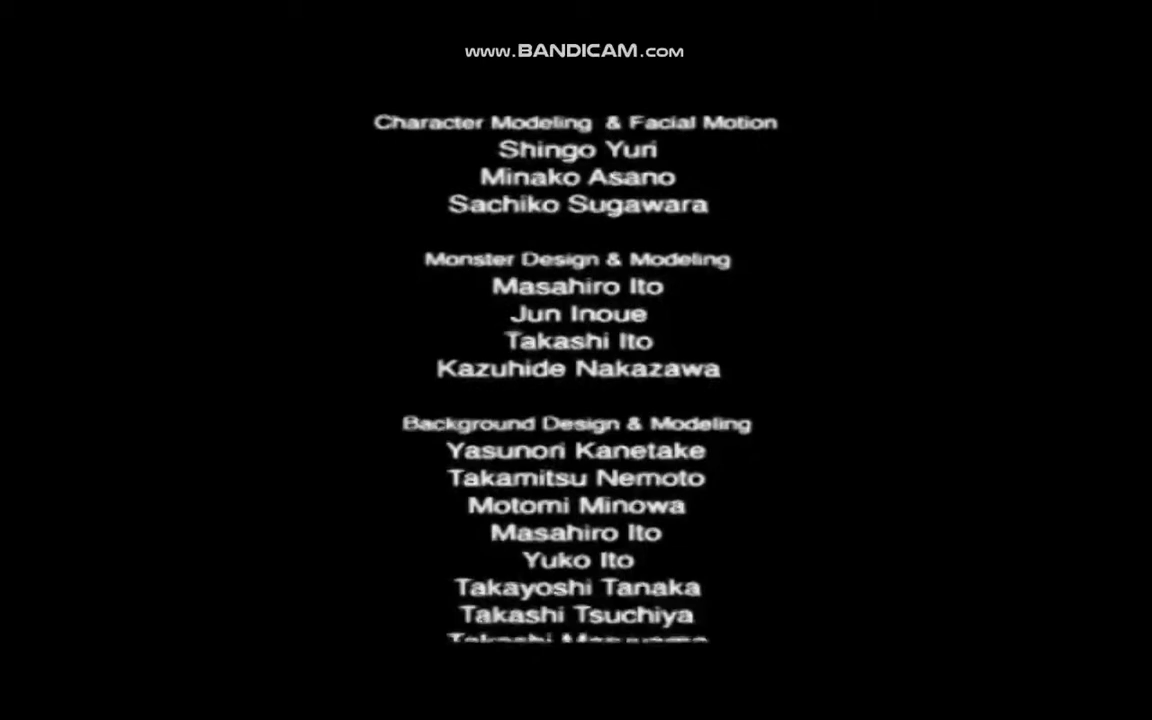 www.BANDICAM.com
Character Modeling & Facial Motion
Shingo Yuri
Minako Asano
Sachiko Sugawara
Monster Design & Modeling
Masahiro Ito
Jun Inoue
Takashi Ito
Kazuhide Nakazawa
Background Design & Modeling
Yasunori Kanetake
Takamitsu Nemoto
Motomi Minowa
Masahiro Ito
Yuko Ito
Takayoshi Tanaka
Takashi Tsuchiya
Takashi